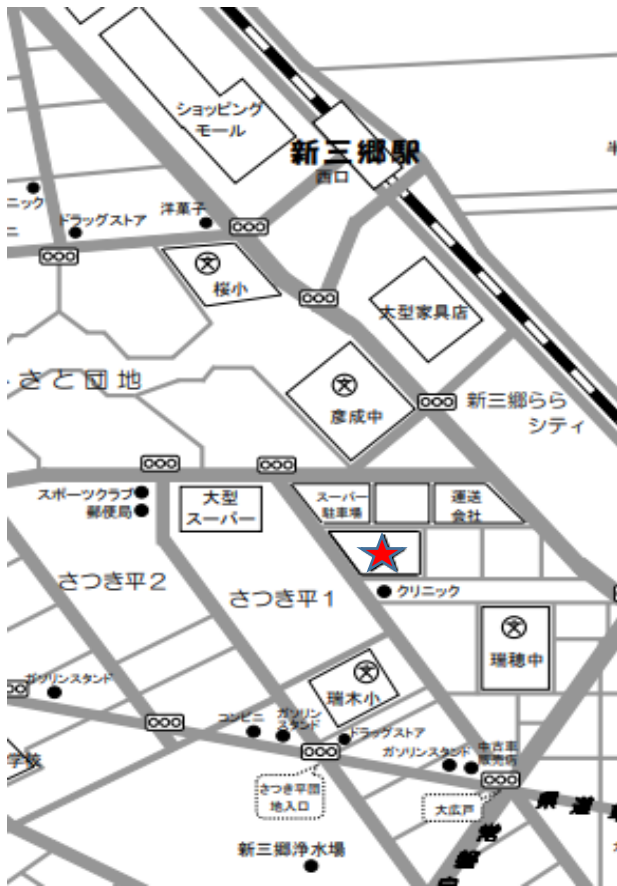 ショッピング
モール
新三郷駅
西口
ニック
ドラッグストア
洋菓子
桜小
大型家具店
さと団地
彦成中
新三郷らら
シティ
スポーツクラブ
郵便局
大型
スーパー
スーパー
駐車場
運送
会社
さつき平2
さつき平1
クリニック
瑞穂中
ガソリンスタンド
瑞木小
コンビニ
ガソリン
スタンド
ドラッグストア
ガソリンスタンド
中古車
販売店
学校
さつき平団
地入口
大広戸
県道
新三郷浄水場
常磐